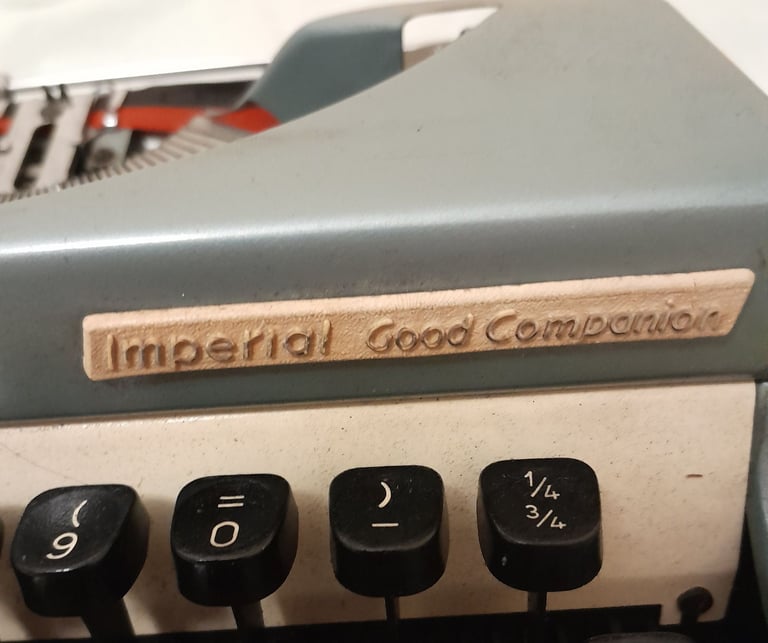 Imperial Good Companion
( = ) 1/4
9 0 - 3/4